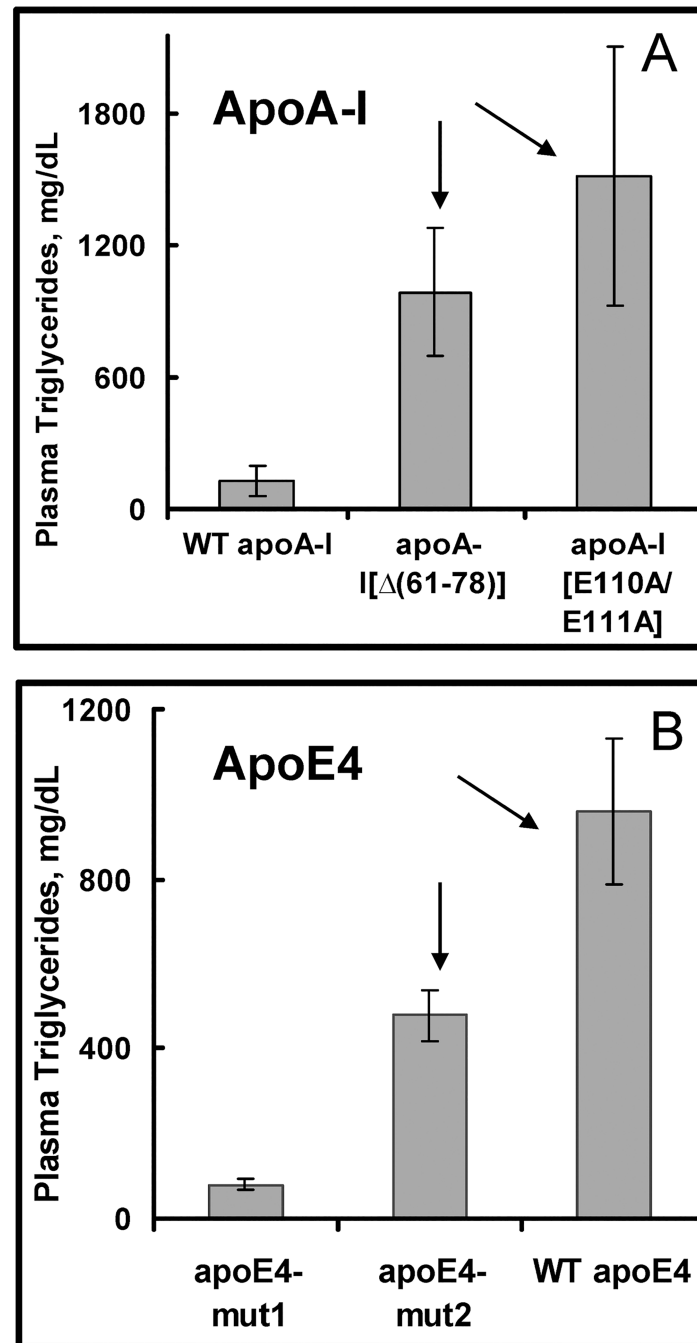 A
ApoA-I
Plasma Triglycerides, mg/dL
1800
1200
600
0
WT apoA-I
apoA-
I[Δ(61-78)]
apoA-I
[E110A/
E111A]
B
ApoE4
Plasma Triglycerides, mg/dL
1200
800
400
0
apoE4-
mut1
apoE4-
mut2
WT apoE4